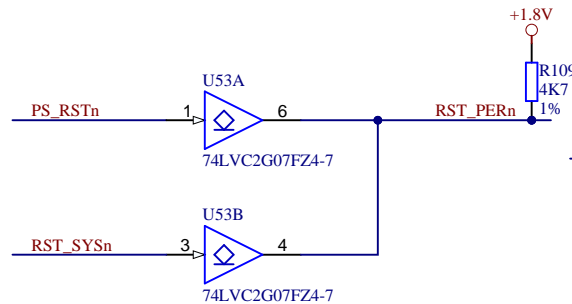 +1.8V
U53A
R109
4K7
1%
PS_RSTn
1
6
RST_PERn
74LVC2G07FZ4-7
U53B
RST_SYSn
3
4
74LVC2G07FZ4-7